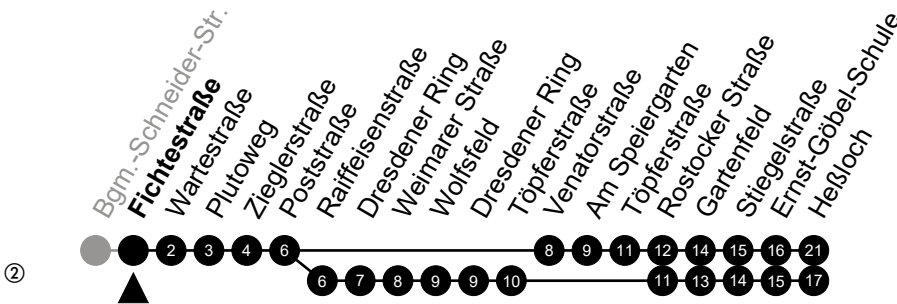 Bgm.-Schneider-Str.
Fichtestraße
Wartestraße
Plutoweg
Zieglerstraße
Poststraße
Raiffeisenstraße
Dresdener Ring
Weimarer Straße
Wolfsfeld
Dresdener Ring
Töpferstraße
Venatorstraße
Am Speiergarten
Töpferstraße
Rostocker Straße
Gartenfeld
Stiegelstraße
Ernst-Göbel-Schule
Heßloch
2 3 4 6 8 9 11 12 14 15 16 21
② 6 7 8 9 9 10 11 13 14 15 17